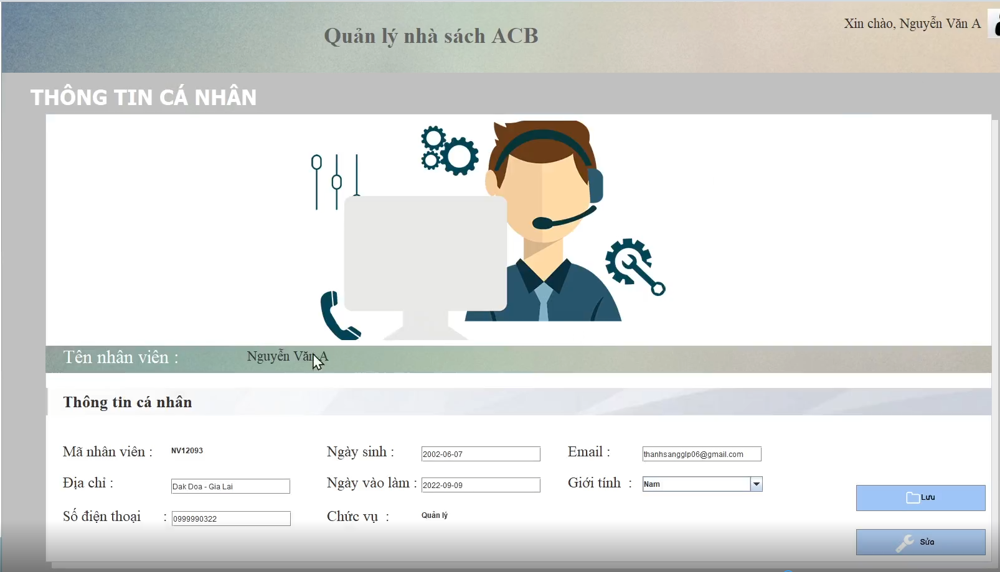 Xin chào, Nguyễn Văn A
Quản lý nhà sách ACB
THÔNG TIN CÁ NHÂN
Tên nhân viên : Nguyễn Văn A
Thông tin cá nhân
Mã nhân viên : NV12093 Ngày sinh : 2002-06-07 Email : thanhsangglp06@gmail.com
Địa chỉ : Dak Doa - Gia Lai Ngày vào làm : 2022-09-09 Giới tính : Nam
Lưu
Số điện thoại : 0999990322 Chức vụ : Quản lý
Sửa